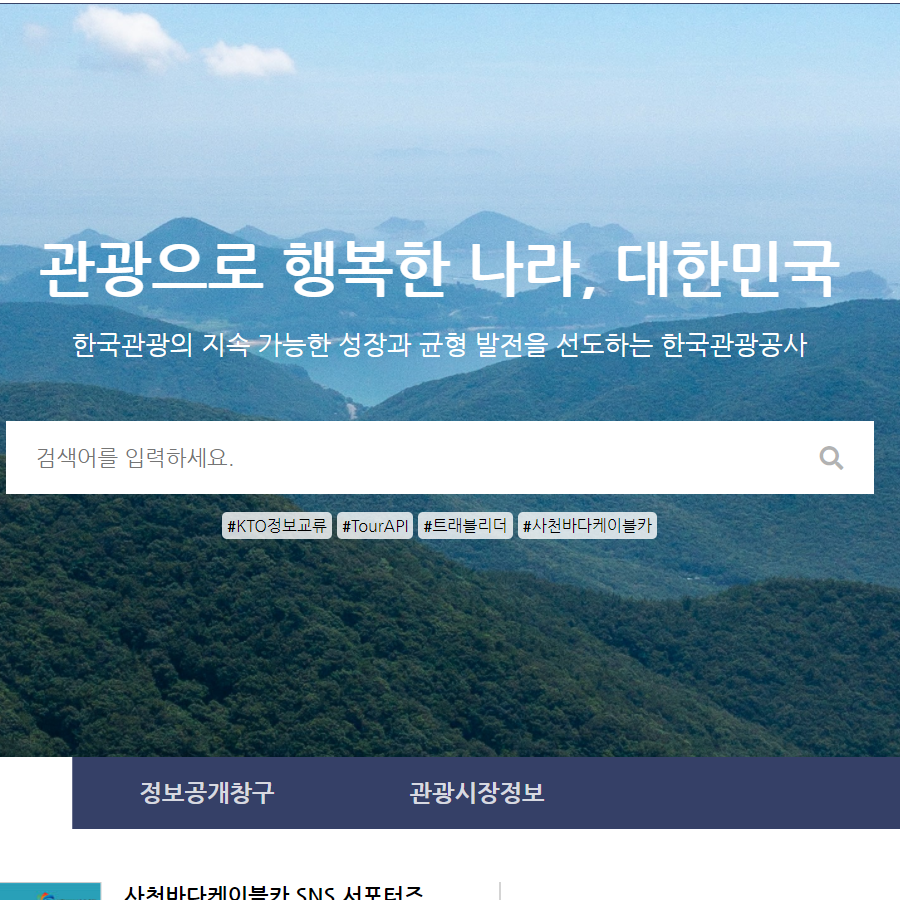 관광으로 행복한 나라, 대한민국
한국관광의 지속 가능한 성장과 균형 발전을 선도하는 한국관광공사
검색어를 입력하세요.
#KTO정보교류 #TourAPI #트래블리더 #사천바다케이블카
정보공개창구 관광시장정보
사천바다케이블카 SNS 서포터즈